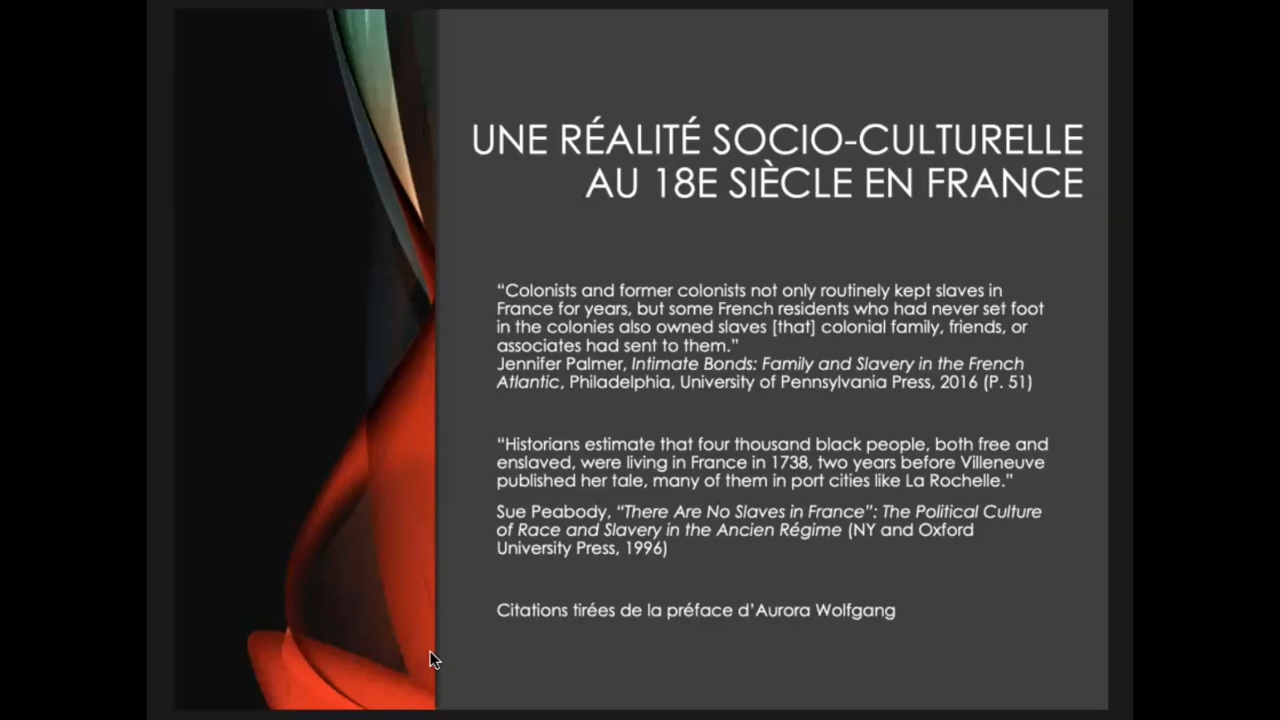 UNE RÉALITÉ SOCIO-CULTURELLE
AU 18E SIÈCLE EN FRANCE
“Colonists and former colonists not only routinely kept slaves in
France for years, but some French residents who had never set foot
in the colonies also owned slaves [that] colonial family, friends, or
associates had sent to them.”
Jennifer Palmer, Intimate Bonds: Family and Slavery in the French
Atlantic, Philadelphia, University of Pennsylvania Press, 2016 (P. 51)
“Historians estimate that four thousand black people, both free and
enslaved, were living in France in 1738, two years before Villeneuve
published her tale, many of them in port cities like La Rochelle.”
Sue Peabody, “There Are No Slaves in France”: The Political Culture
of Race and Slavery in the Ancien Régime (NY and Oxford
University Press, 1996)
Citations tirées de la préface d’Aurora Wolfgang